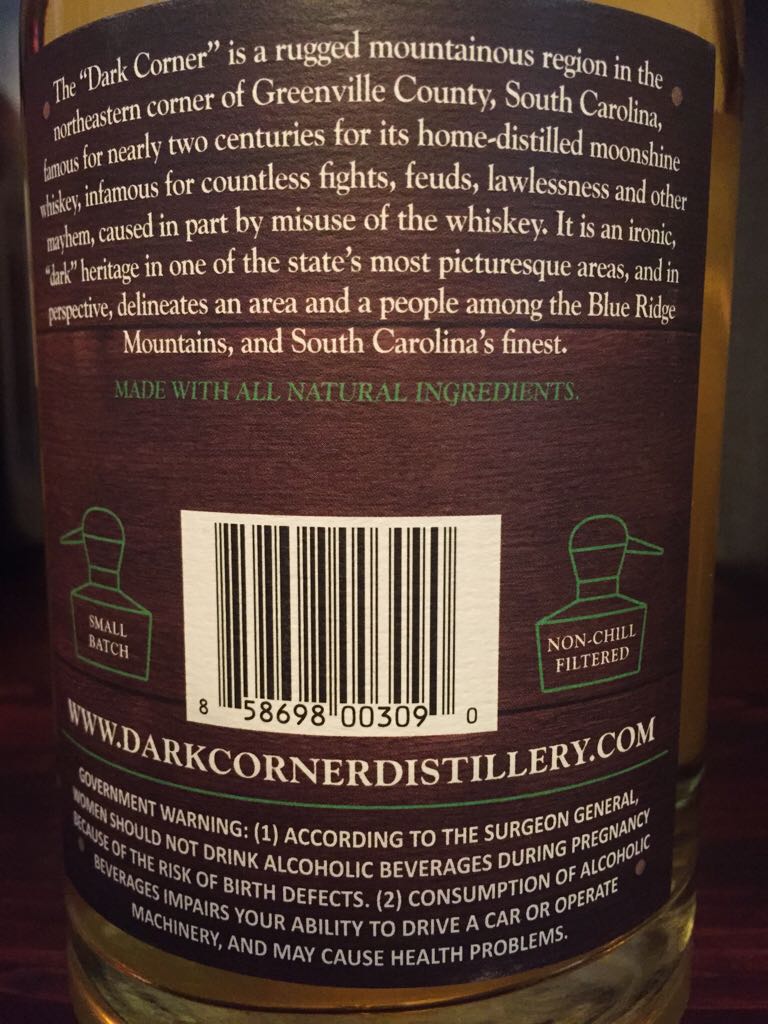 The "Dark Corner" is a rugged mountainous region in the
northeastern corner of Greenville County, South Carolina,
famous for nearly two centuries for its home-distilled moonshine
whiskey, infamous for countless fights, feuds, lawlessness and other
mayhem, caused in part by misuse of the whiskey. It is an ironic,
"dark" heritage in one of the state's most picturesque areas, and in
perspective, delineates an area and a people among the Blue Ridge
Mountains, and South Carolina's finest.
MADE WITH ALL NATURAL INGREDIENTS.
SMALL
BATCH
NON-CHILL
FILTERED
8 58698 00309 0
WWW.DARKCORNERDISTILLERY.COM
GOVERNMENT WARNING: (1) ACCORDING TO THE SURGEON GENERAL,
WOMEN SHOULD NOT DRINK ALCOHOLIC BEVERAGES DURING PREGNANCY
BECAUSE OF THE RISK OF BIRTH DEFECTS. (2) CONSUMPTION OF ALCOHOLIC
BEVERAGES IMPAIRS YOUR ABILITY TO DRIVE A CAR OR OPERATE
MACHINERY, AND MAY CAUSE HEALTH PROBLEMS.